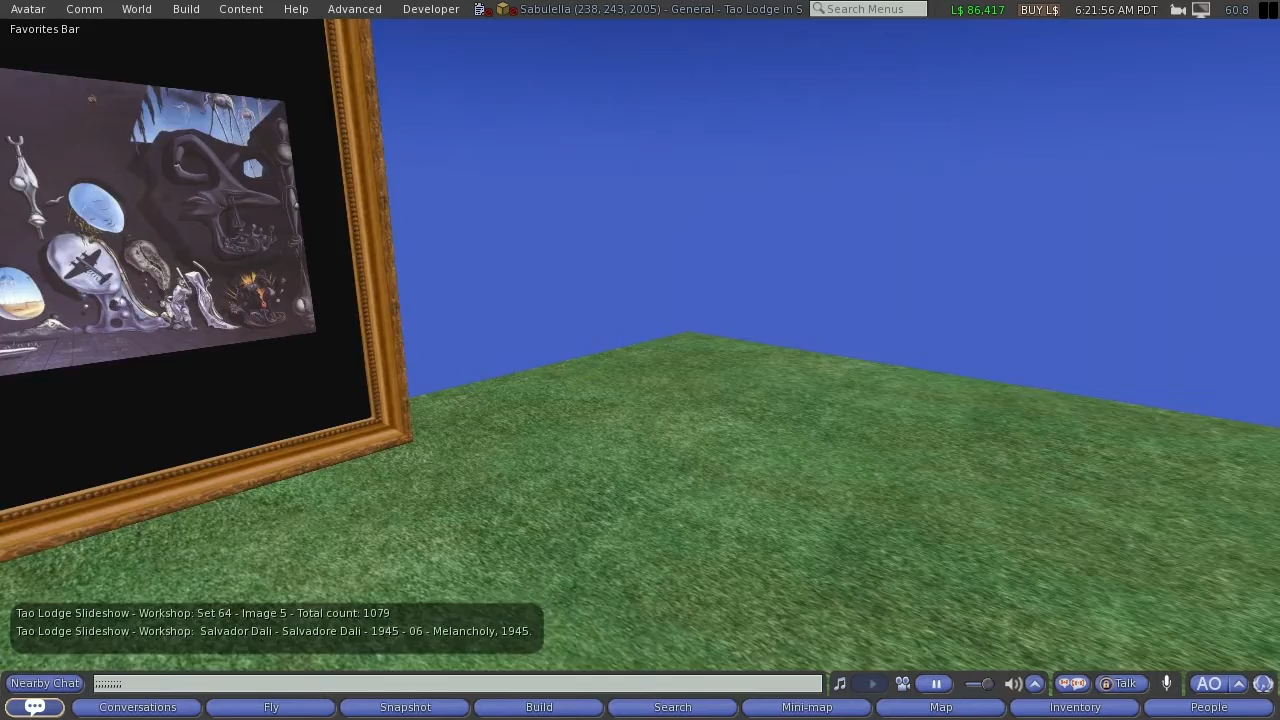 Avatar Comm World Build Content Help Advanced Developer Sabulella (238, 243, 2005) - General - Tao Lodge in S Search Menus L$ 86,417 BUY L$ 6:21:56 AM PDT 60.8
Favorites Bar
Tao Lodge Slideshow - Workshop: Set 64 - Image 5 - Total count: 1079
Tao Lodge Slideshow - Workshop:  Salvador Dali - Salvadore Dali - 1945 - 06 - Melancholy, 1945.
Nearby Chat ;;;;;;;;; Talk AO
Conversations Fly Snapshot Build Search Mini-map Map Inventory People